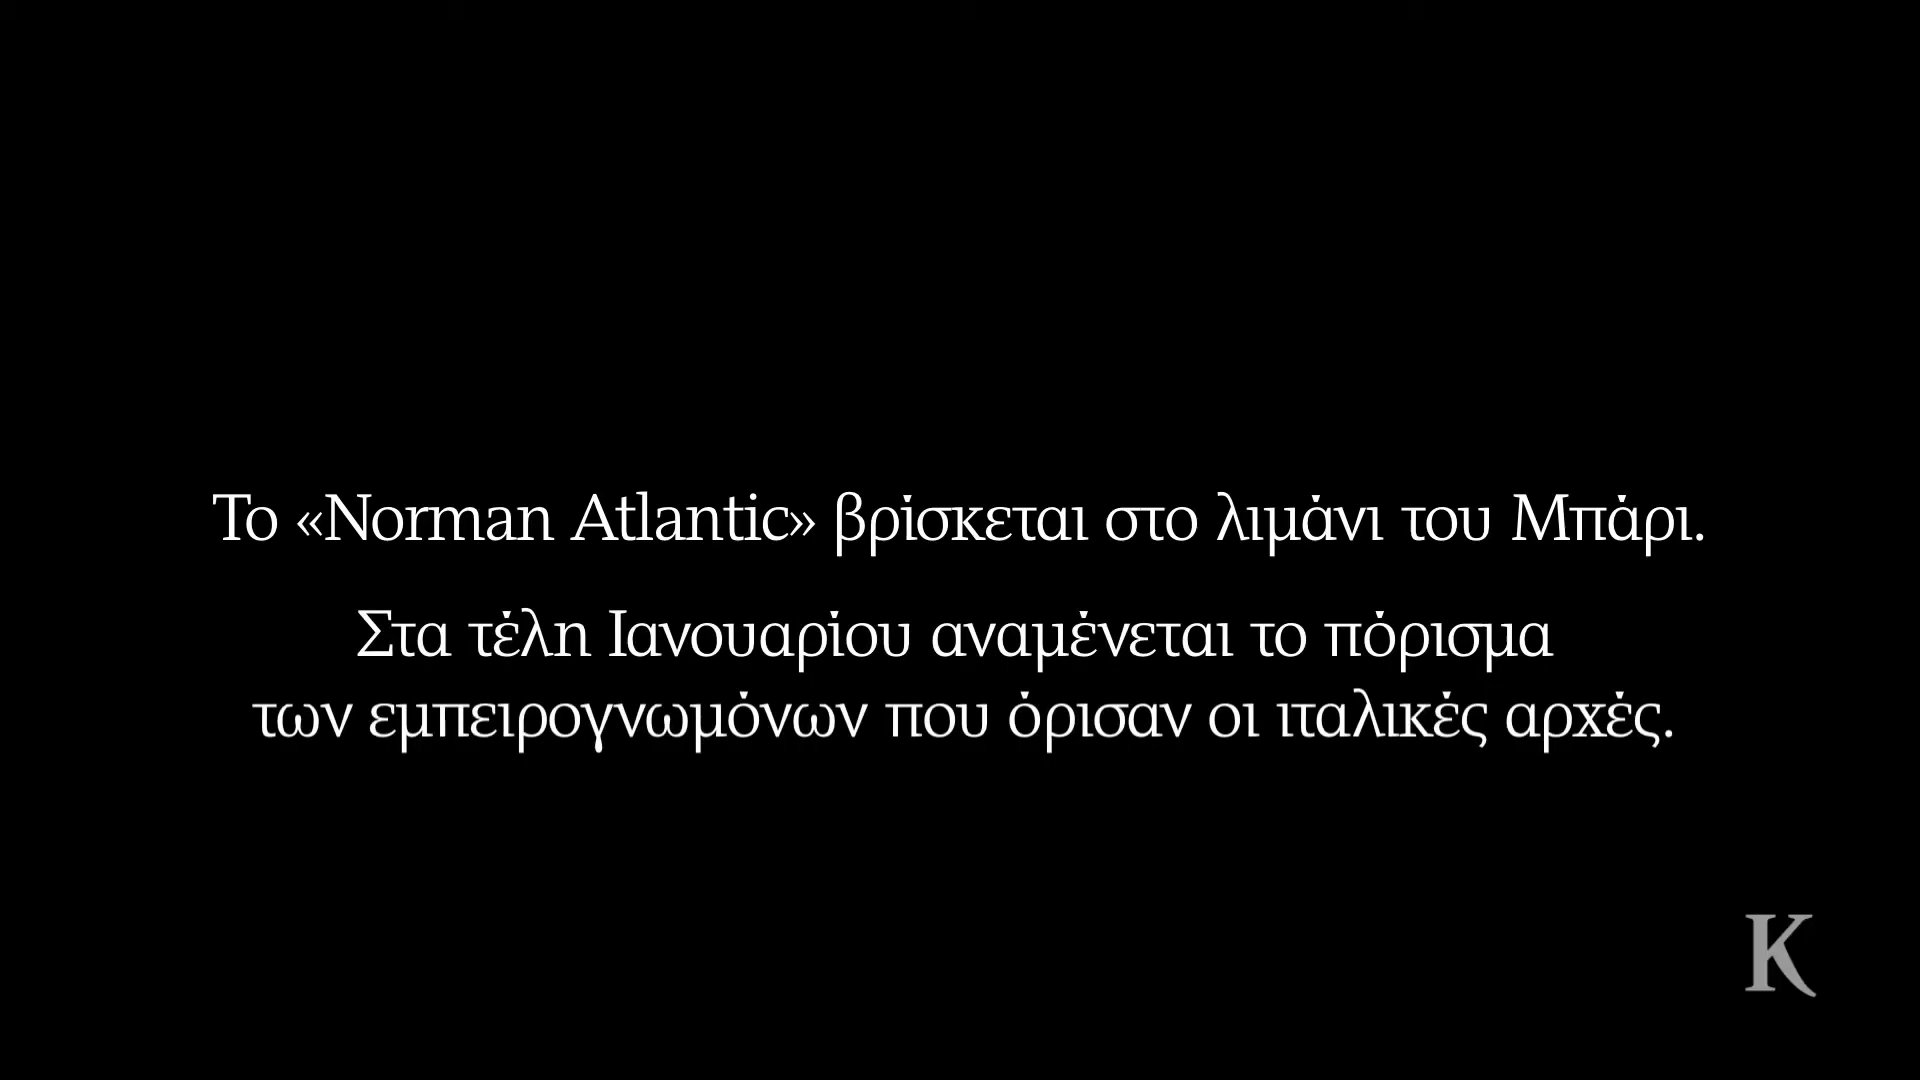 Το «Norman Atlantic» βρίσκεται στο λιμάνι του Μπάρι.
Στα τέλη Ιανουαρίου αναμένεται το πόρισμα
των εμπειρογνωμόνων που όρισαν οι ιταλικές αρχές.
K